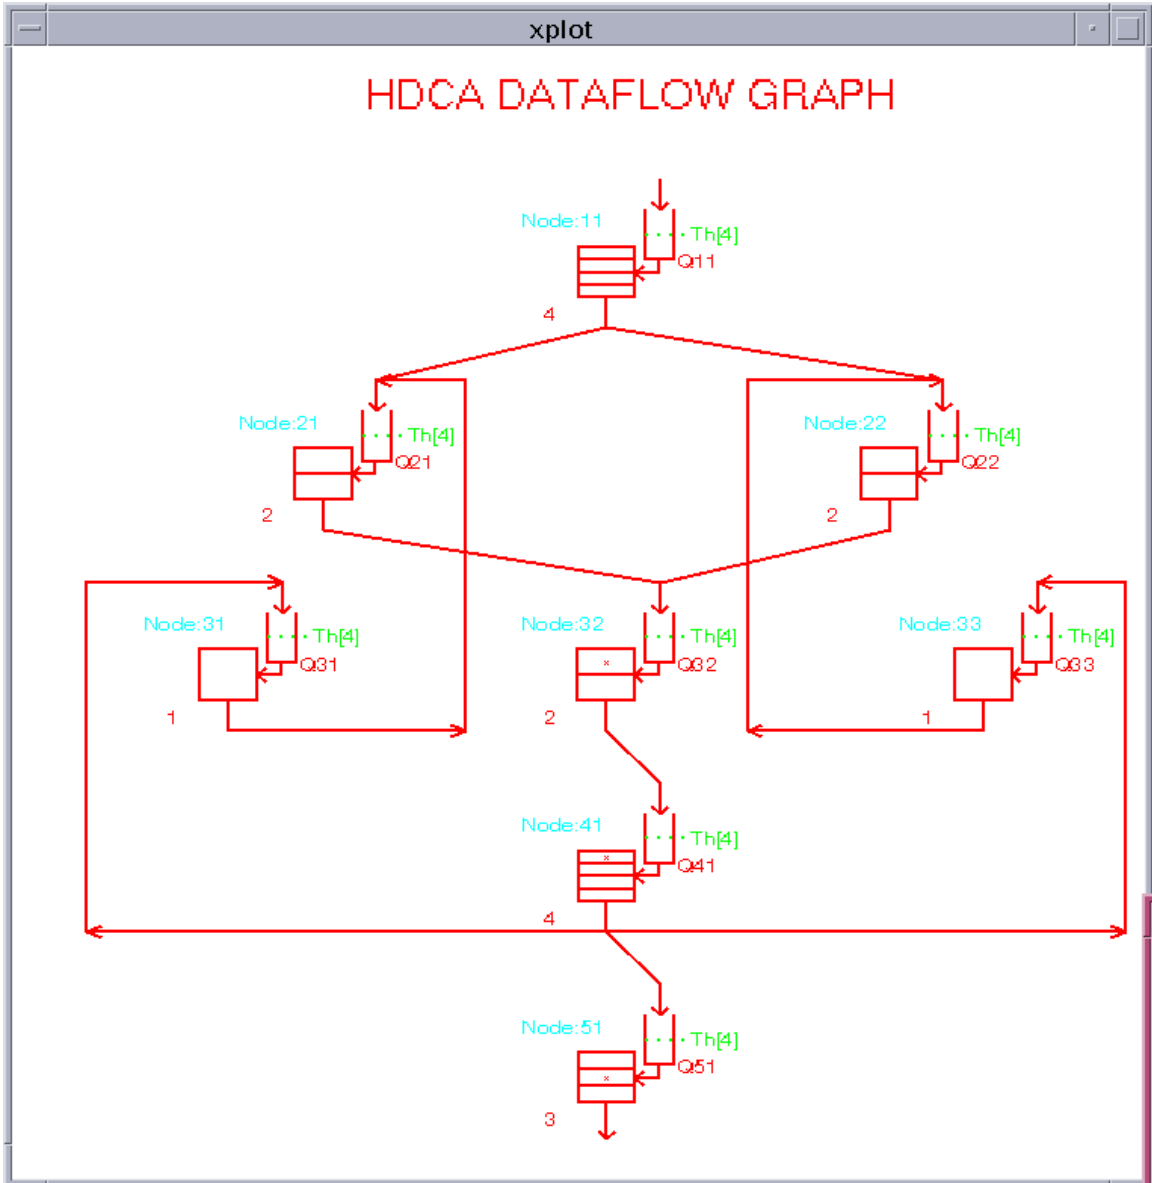 xplot
HDCA DATAFLOW GRAPH
Node:11
Th[4]
Q11
4
Node:21
Th[4]
Q21
2
Node:22
Th[4]
Q22
2
Node:31
Th[4]
Q31
1
Node:32
Th[4]
Q32
2
Node:33
Th[4]
Q33
1
Node:41
Th[4]
Q41
4
Node:51
Th[4]
Q51
3